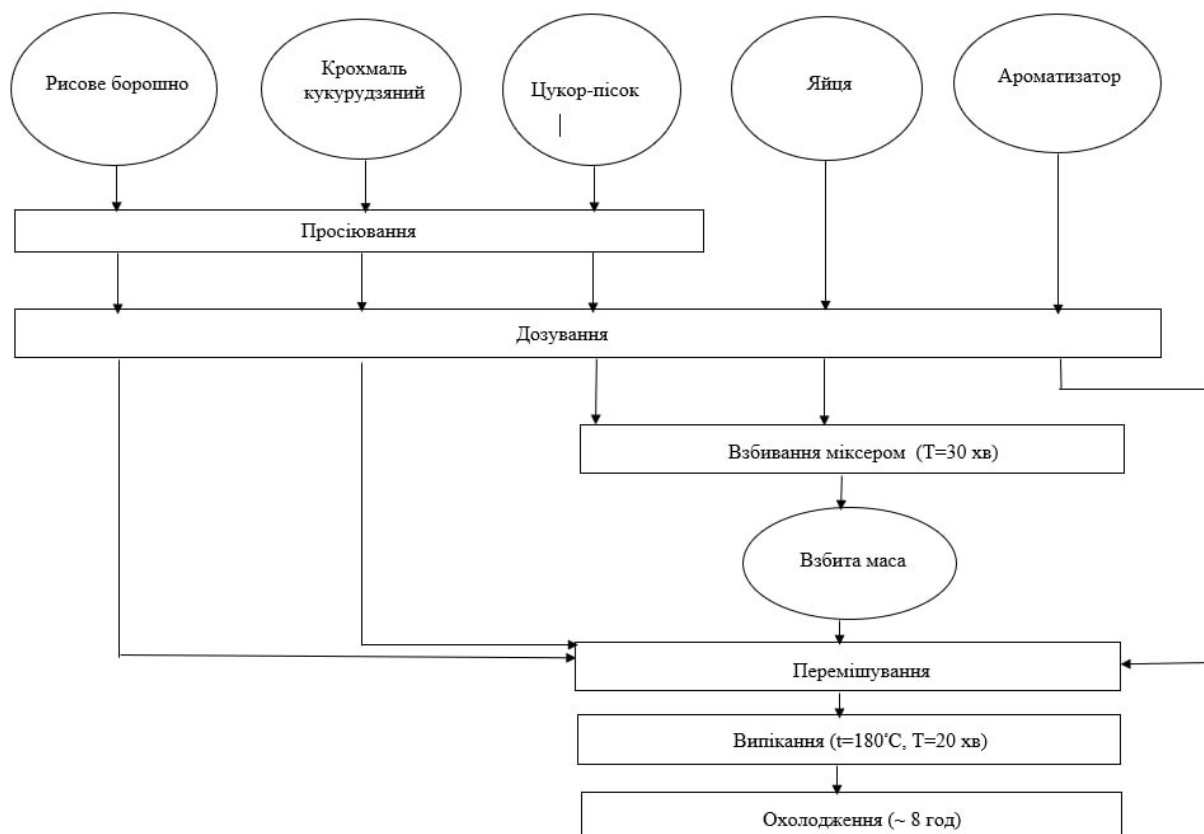 Рисове борошно
Крохмаль
кукурудзяний
Цукор-пісок
Яйця
Ароматизатор
Просіювання
Дозування
Взбивання міксером (Т=30 хв)
Взбита маса
Перемішування
Випікання (t=180°С, Т=20 хв)
Охолодження (~ 8 год)